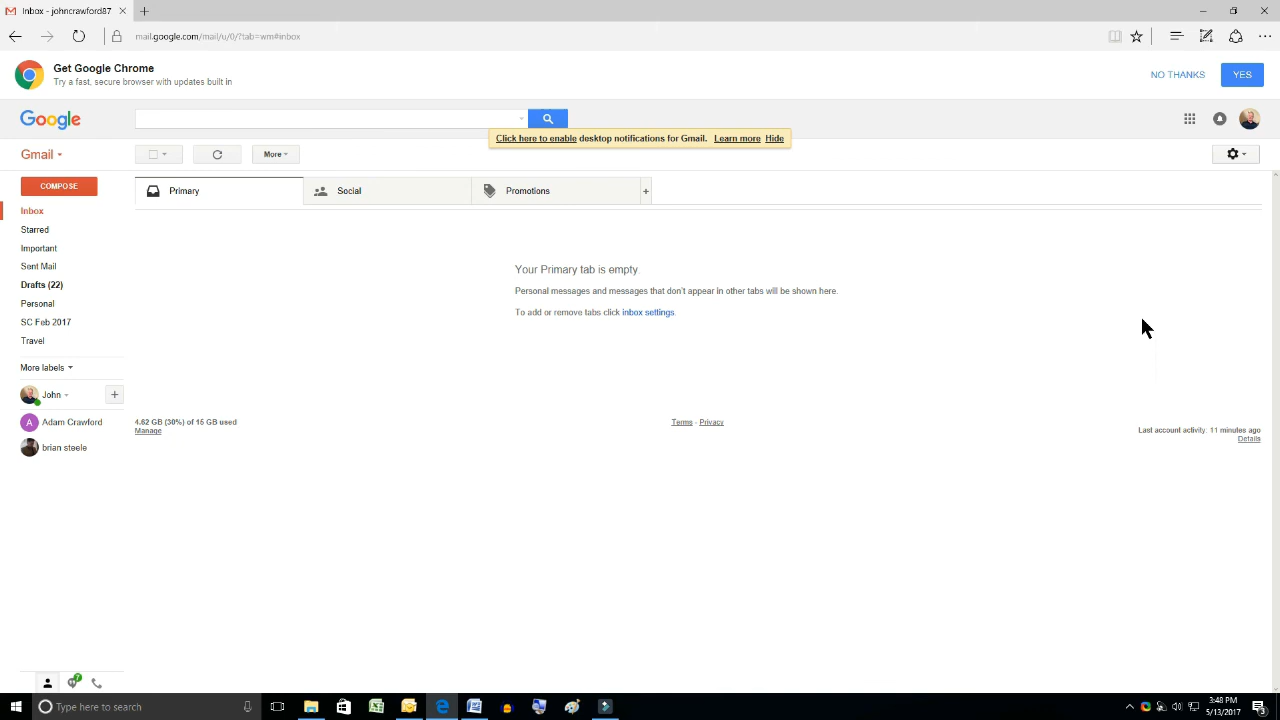 Inbox - johncrawford87
mail.google.com/mail/u/0/?tab=wm#inbox
Get Google Chrome
Try a fast, secure browser with updates built in
NO THANKS
YES
Google
Click here to enable desktop notifications for Gmail. Learn more Hide
Gmail
More
COMPOSE
Primary
Social
Promotions
+
Inbox
Starred
Important
Sent Mail
Drafts (22)
Personal
SC Feb 2017
Travel
More labels
Your Primary tab is empty
Personal messages and messages that don't appear in other tabs will be shown here.
To add or remove tabs click inbox settings.
John
+
A
Adam Crawford
brian steele
4.62 GB (30%) of 15 GB used
Manage
Terms - Privacy
Last account activity: 11 minutes ago
Details
7
Type here to search
3:48 PM
5/13/2017